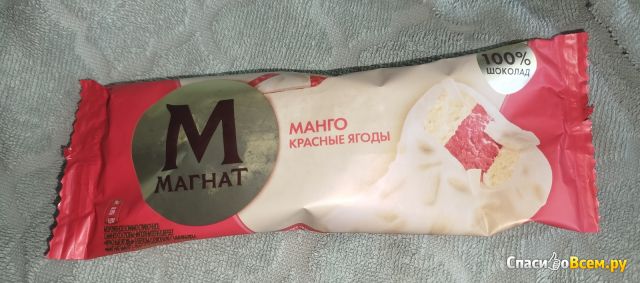 100%
ШОКОЛАД
М
МАГНАТ
МАНГО
КРАСНЫЕ ЯГОДЫ
СпасибоВсем.ру